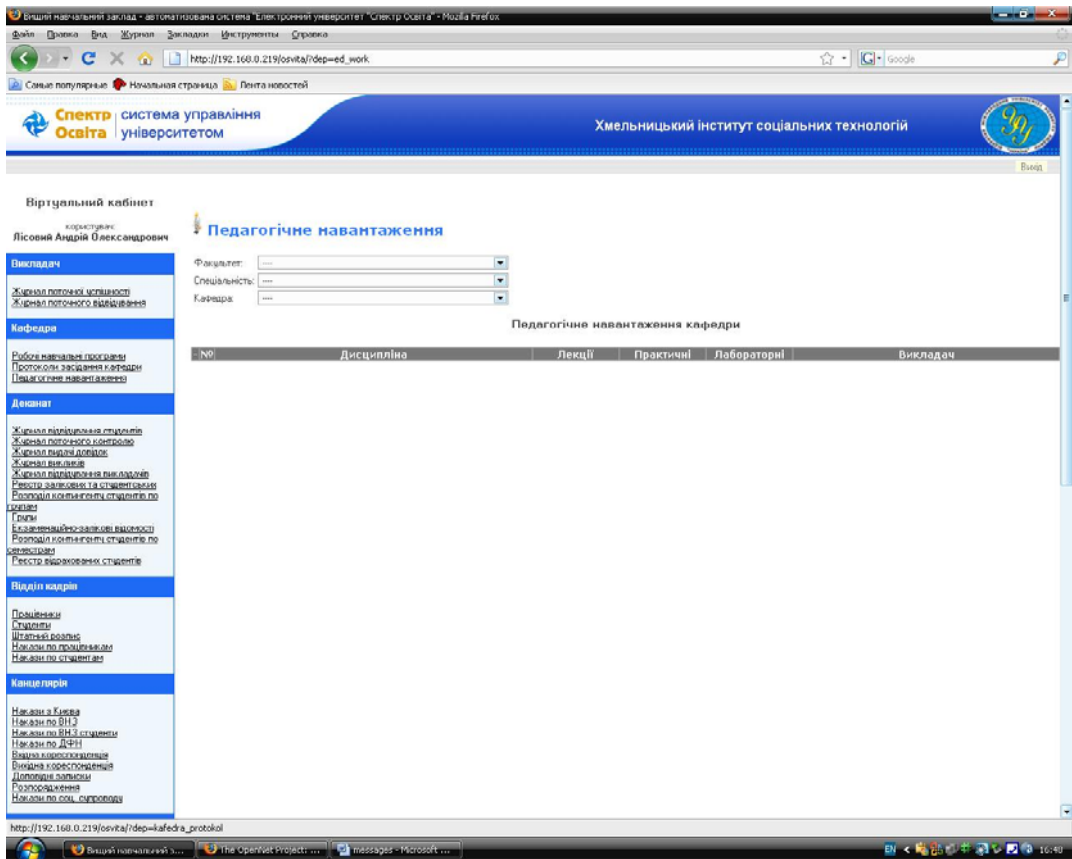 Вищий навчальний заклад - автоматизована система "Електронний університет "Спектр Освіта" - Mozilla Firefox
Файл Правка Вид Журнал Закладки Инструменты Справка
http://192.168.0.219/osvita/?dep=ed_work
Google
Самые популярные Начальная страница Лента новостей
Спектр Освіта система управління університетом
Хмельницький інститут соціальних технологій
Вихід
Віртуальний кабінет
користувач:
Лісовий Андрій Олександрович
Педагогічне навантаження
Факультет: ----
Спеціальність: ----
Кафедра: ----
Педагогічне навантаження кафедри
- № Дисципліна Лекції Практичні Лабораторні Викладач
Викладач
Журнал поточної успішності
Журнал поточного відвідування
Кафедра
Робочі навчальні програми
Протоколи засідання кафедри
Педагогічне навантаження
Деканат
Журнал відвідування студентів
Журнал поточного контролю
Журнал видачі довідок
Журнал викликів
Журнал відвідування викладачів
Реєстр залікових та студентських
Розподіл контингенту студентів по
групам
Групи
Екзаменаційно-залікові відомості
Розподіл контингенту студентів по
семестрам
Реєстр відрахованих студентів
Відділ кадрів
Працівники
Студенти
Штатний розпис
Накази по працівникам
Накази по студентам
Канцелярія
Накази з Києва
Накази по ВНЗ
Накази по ВНЗ студенти
Накази по ДФН
Вхідна кореспонденція
Вихідна кореспонденція
Доповідні записки
Розпорядження
Накази по соц. супроводу
http://192.168.0.219/osvita/?dep=kafedra_protokol
Вищий навчальний з...
The OpenNet Project: ...
messages - Microsoft ...
EN
16:40